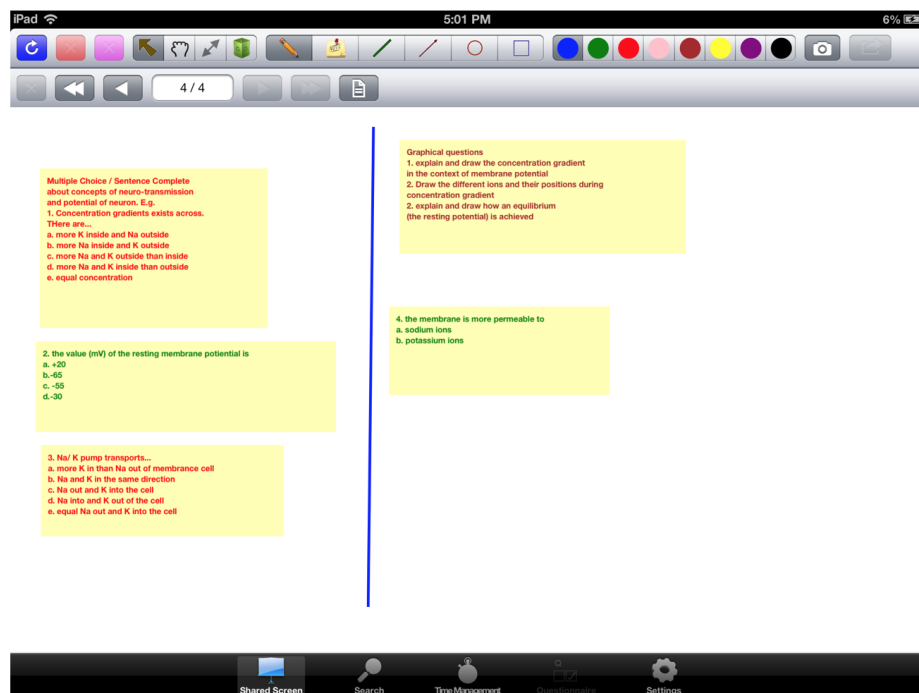 iPad
5:01 PM
6%
4 / 4
Multiple Choice / Sentence Complete
about concepts of neuro-transmission
and potential of neuron. E.g.
1. Concentration gradients exists across.
THere are...
a. more K inside and Na outside
b. more Na inside and K outside
c. more Na and K outside than inside
d. more Na and K inside than outside
e. equal concentration
2. the value (mV) of the resting membrane potiential is
a. +20
b.-65
c. -55
d.-30
3. Na/ K pump transports...
a. more K in than Na out of membrance cell
b. Na and K in the same direction
c. Na out and K into the cell
d. Na into and K out of the cell
e. equal Na out and K into the cell
Graphical questions
1. explain and draw the concentration gradient
in the context of membrane potential
2. Draw the different ions and their positions during
concentration gradient
2. explain and draw how an equilibrium
(the resting potential) is achieved
4. the membrane is more permeable to
a. sodium ions
b. potassium ions
Shared Screen
Search
Time Management
Questionnaire
Settings